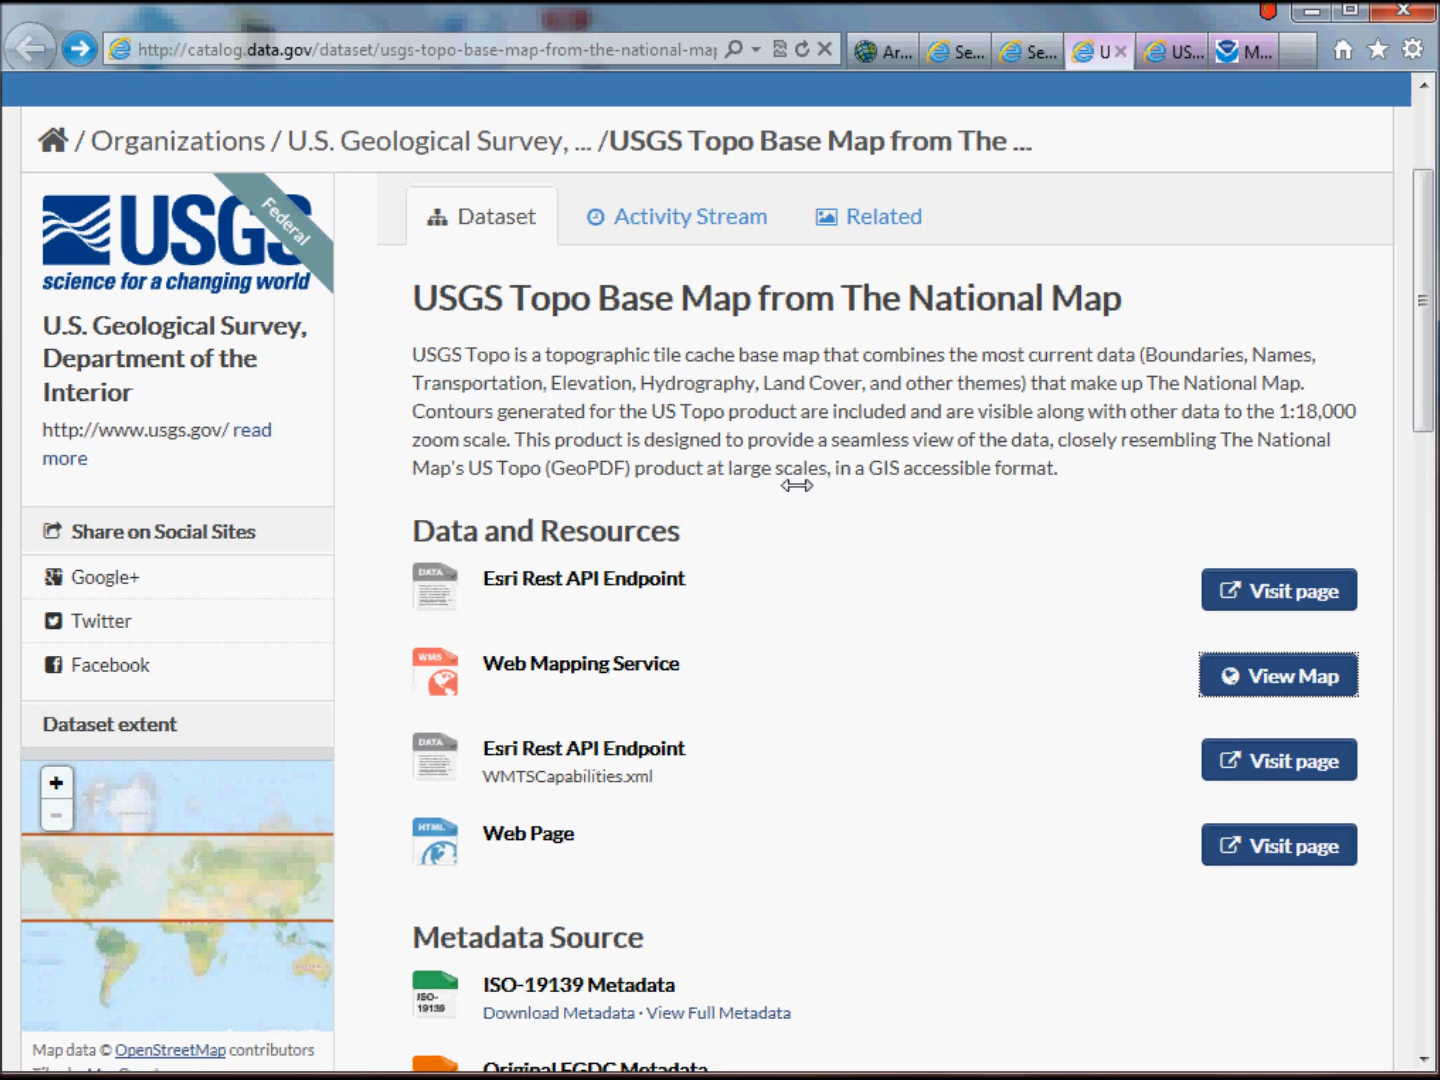 http://catalog.data.gov/dataset/usgs-topo-base-map-from-the-national-map
Ar...
Se...
Se...
U
US...
M...
/ Organizations / U.S. Geological Survey, ... /USGS Topo Base Map from The ...
USGS
Federal
science for a changing world
U.S. Geological Survey,
Department of the
Interior
http://www.usgs.gov/ read
more
Share on Social Sites
Google+
Twitter
Facebook
Dataset extent
+
−
Map data © OpenStreetMap contributors
Dataset
Activity Stream
Related
USGS Topo Base Map from The National Map
USGS Topo is a topographic tile cache base map that combines the most current data (Boundaries, Names,
Transportation, Elevation, Hydrography, Land Cover, and other themes) that make up The National Map.
Contours generated for the US Topo product are included and are visible along with other data to the 1:18,000
zoom scale. This product is designed to provide a seamless view of the data, closely resembling The National
Map's US Topo (GeoPDF) product at large scales, in a GIS accessible format.
Data and Resources
DATA
Esri Rest API Endpoint
Visit page
WMS
Web Mapping Service
View Map
DATA
Esri Rest API Endpoint
WMTSCapabilities.xml
Visit page
HTML
Web Page
Visit page
Metadata Source
ISO-
19139
ISO-19139 Metadata
Download Metadata · View Full Metadata
Original FGDC Metadata